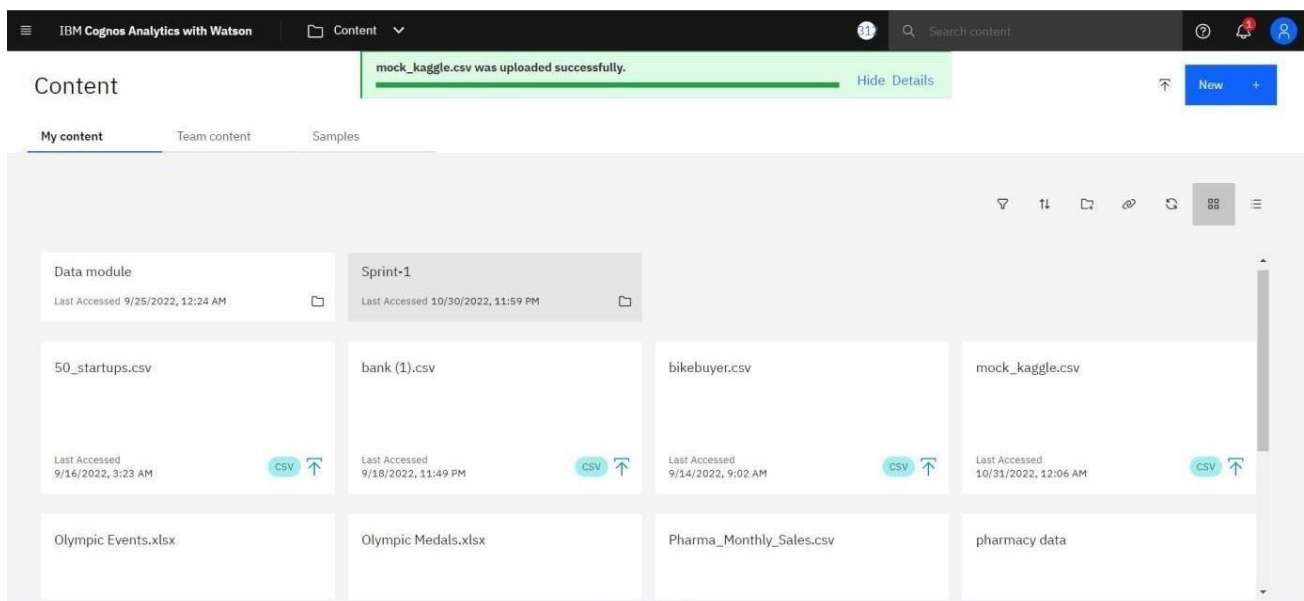 IBM Cognos Analytics with Watson
Content
31
Search content
1
mock_kaggle.csv was uploaded successfully.
Hide Details
Content
New +
My content
Team content
Samples
Data module
Last Accessed 9/25/2022, 12:24 AM
Sprint-1
Last Accessed 10/30/2022, 11:59 PM
50_startups.csv
Last Accessed
9/16/2022, 3:23 AM
CSV
bank (1).csv
Last Accessed
9/18/2022, 11:49 PM
CSV
bikebuyer.csv
Last Accessed
9/14/2022, 9:02 AM
CSV
mock_kaggle.csv
Last Accessed
10/31/2022, 12:06 AM
CSV
Olympic Events.xlsx
Olympic Medals.xlsx
Pharma_Monthly_Sales.csv
pharmacy data